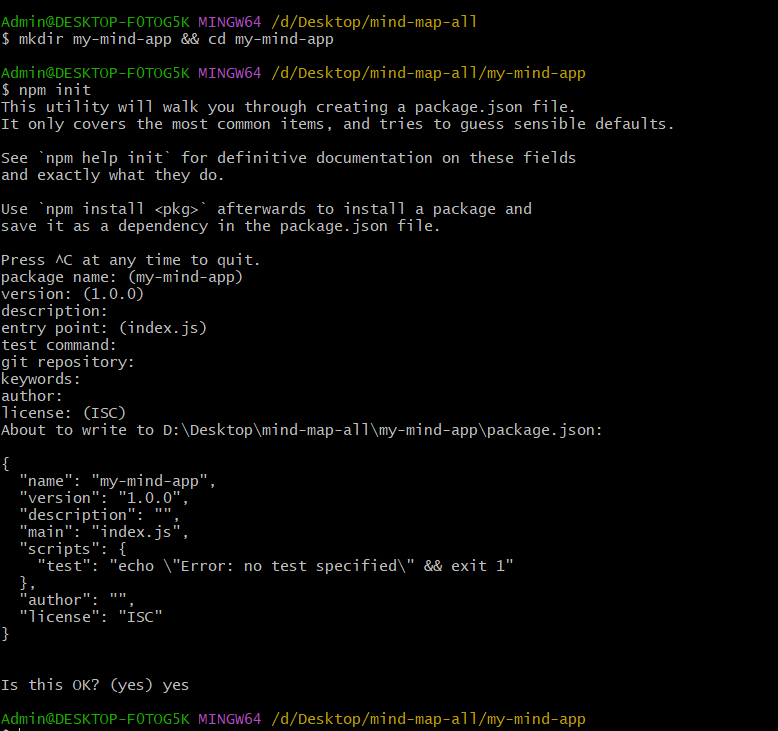 Admin@DESKTOP-F0TOG5K MINGW64 /d/Desktop/mind-map-all
$ mkdir my-mind-app && cd my-mind-app
Admin@DESKTOP-F0TOG5K MINGW64 /d/Desktop/mind-map-all/my-mind-app
$ npm init
This utility will walk you through creating a package.json file.
It only covers the most common items, and tries to guess sensible defaults.
See `npm help init` for definitive documentation on these fields
and exactly what they do.
Use `npm install <pkg>` afterwards to install a package and
save it as a dependency in the package.json file.
Press ^C at any time to quit.
package name: (my-mind-app)
version: (1.0.0)
description:
entry point: (index.js)
test command:
git repository:
keywords:
author:
license: (ISC)
About to write to D:\Desktop\mind-map-all\my-mind-app\package.json:
{
  "name": "my-mind-app",
  "version": "1.0.0",
  "description": "",
  "main": "index.js",
  "scripts": {
    "test": "echo \"Error: no test specified\" && exit 1"
  },
  "author": "",
  "license": "ISC"
}
Is this OK? (yes) yes
Admin@DESKTOP-F0TOG5K MINGW64 /d/Desktop/mind-map-all/my-mind-app
$